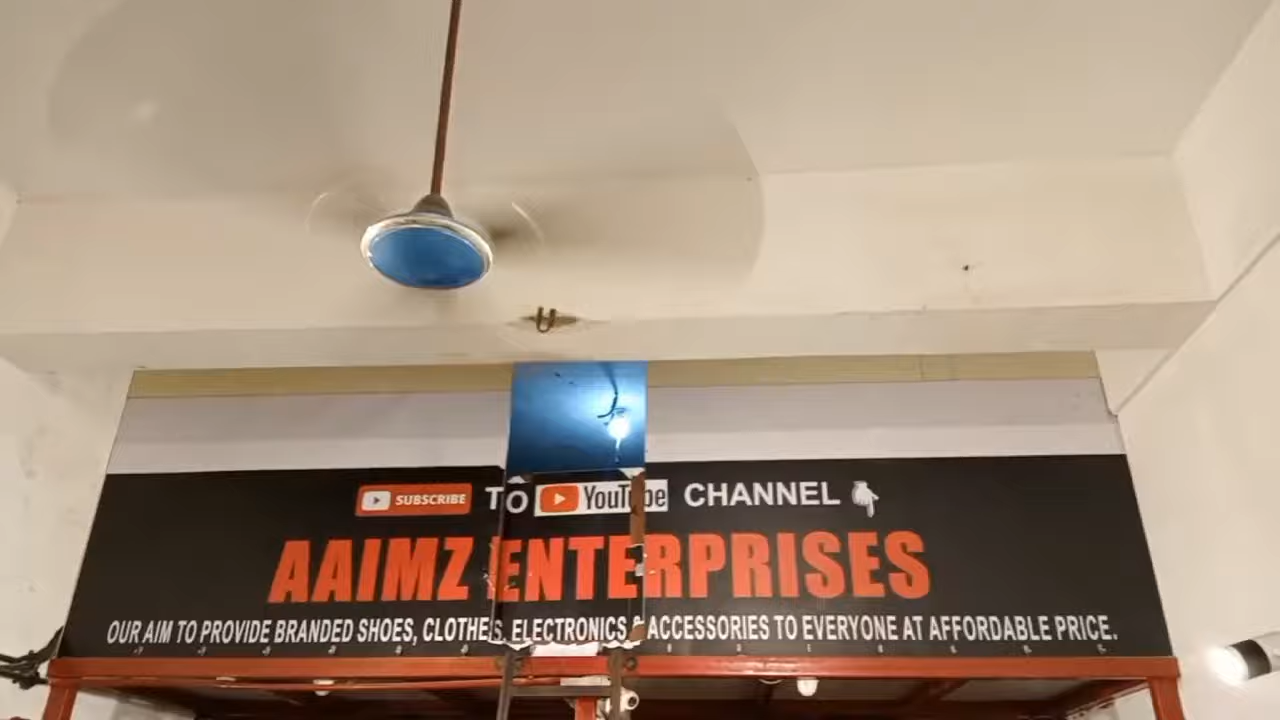 SUBSCRIBE TO YouTube CHANNEL
AAIMZ ENTERPRISES
OUR AIM TO PROVIDE BRANDED SHOES, CLOTHES, ELECTRONICS & ACCESSORIES TO EVERYONE AT AFFORDABLE PRICE.